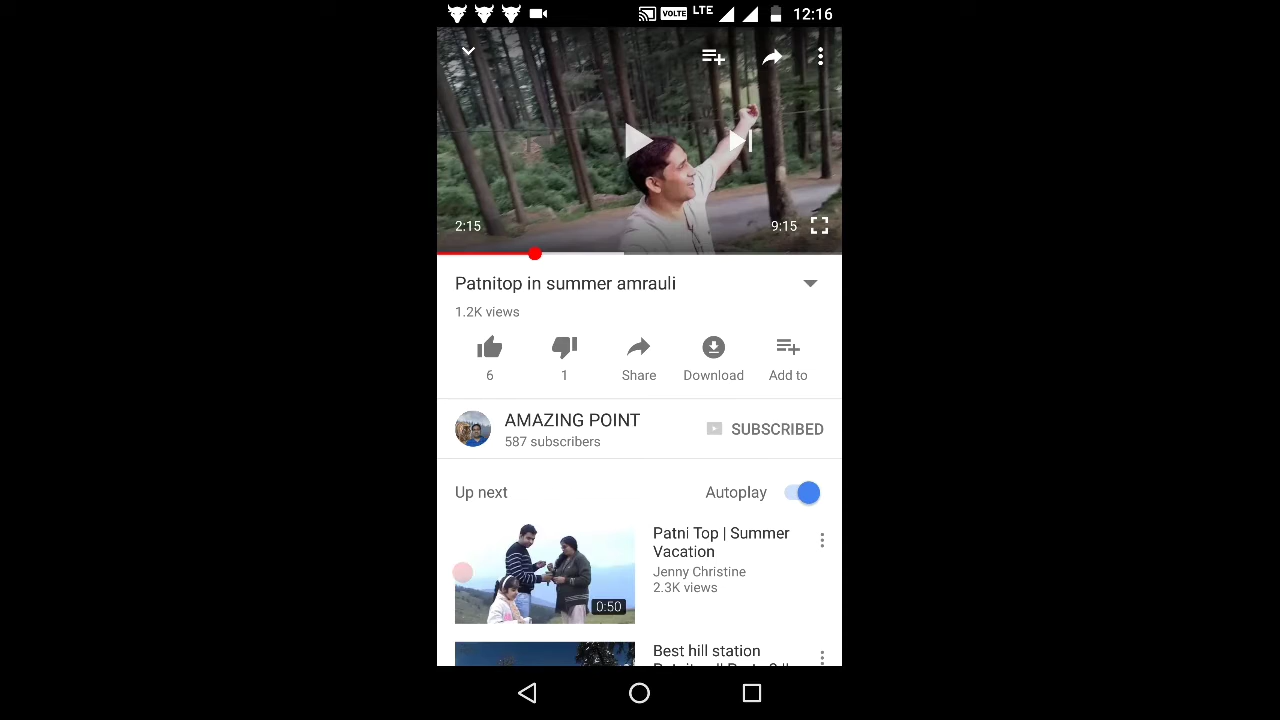 VOLTE LTE 12:16
2:15 9:15
Patnitop in summer amrauli
1.2K views
6 1 Share Download Add to
AMAZING POINT
587 subscribers
SUBSCRIBED
Up next Autoplay
Patni Top | Summer
Vacation
Jenny Christine
2.3K views
0:50
Best hill station